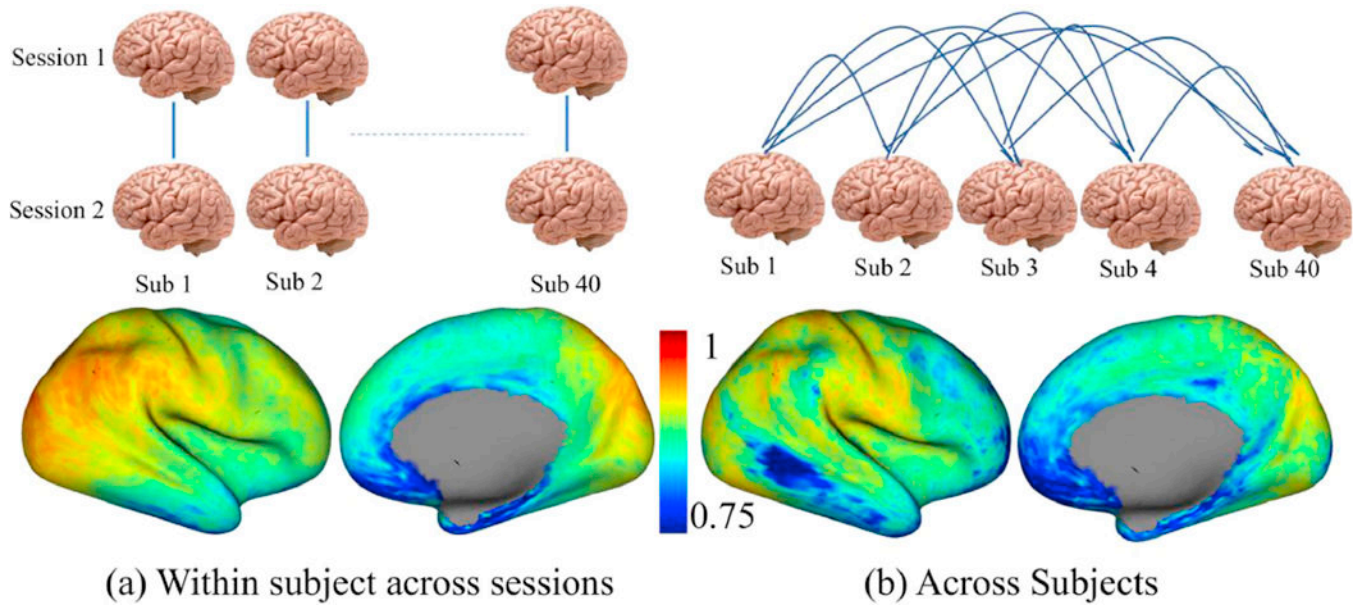 Session 1
Session 2
Sub 1
Sub 2
Sub 40
Sub 1
Sub 2
Sub 3
Sub 4
Sub 40
1
0.75
(a) Within subject across sessions
(b) Across Subjects